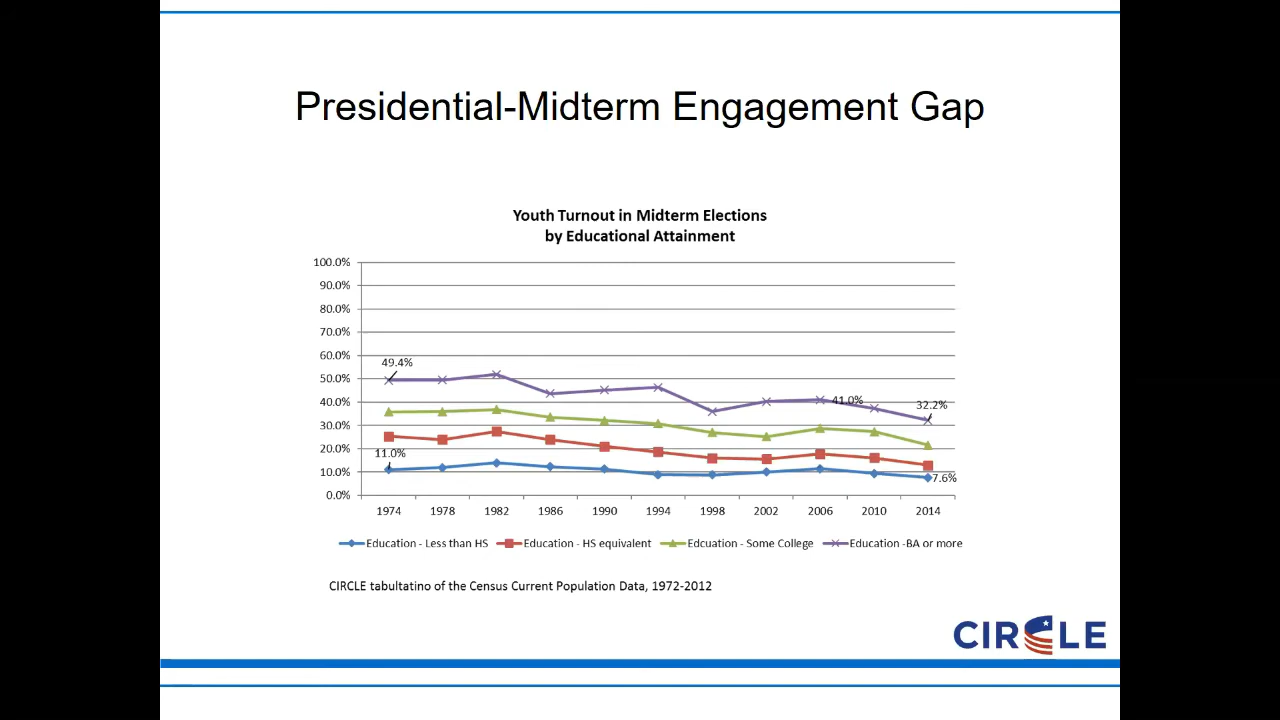 Presidential-Midterm Engagement Gap
Youth Turnout in Midterm Elections
by Educational Attainment
100.0%
90.0%
80.0%
70.0%
60.0%
50.0%
40.0%
30.0%
20.0%
10.0%
0.0%
49.4%
41.0%
32.2%
11.0%
7.6%
1974 1978 1982 1986 1990 1994 1998 2002 2006 2010 2014
Education - Less than HS Education - HS equivalent Edcuation - Some College Education -BA or more
CIRCLE tabultatino of the Census Current Population Data, 1972-2012
CIRCLE